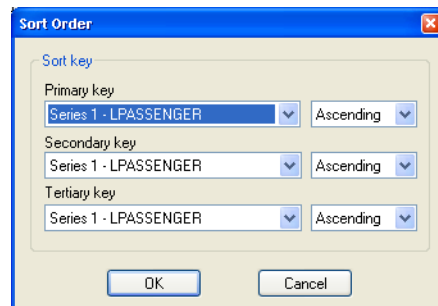 Sort Order
Sort key
Primary key
Series 1 - LPASSENGER Ascending
Secondary key
Series 1 - LPASSENGER Ascending
Tertiary key
Series 1 - LPASSENGER Ascending
OK Cancel